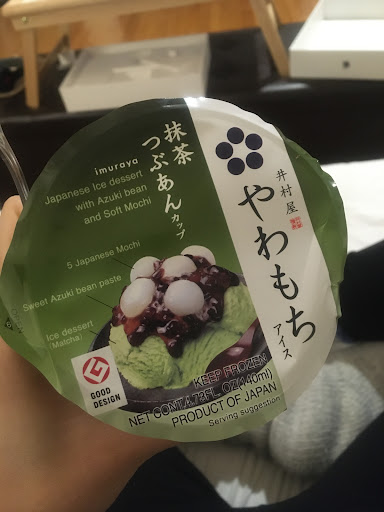 抹茶
つぶあんカップ
imuraya
Japanese Ice dessert
with Azuki bean
and Soft Mochi
5 Japanese Mochi
Sweet Azuki bean paste
Ice dessert
(Matcha)
GOOD
DESIGN
井村屋
やわもち
アイス
KEEP FROZEN
NET CONT.4.73FL. OZ(140ml)
PRODUCT OF JAPAN
Serving suggestion